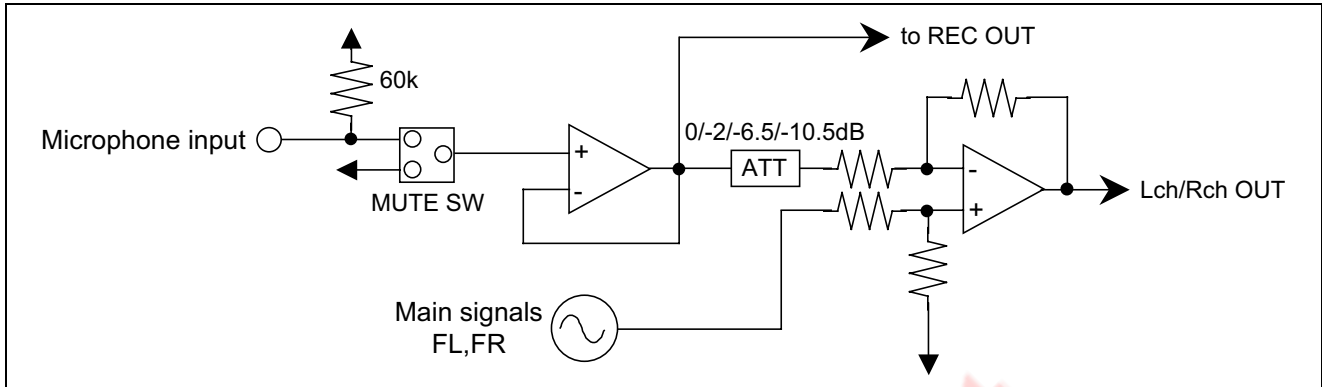 to REC OUT
60k
0/-2/-6.5/-10.5dB
Microphone input
+
-
ATT
-
+
Lch/Rch OUT
MUTE SW
Main signals
FL,FR